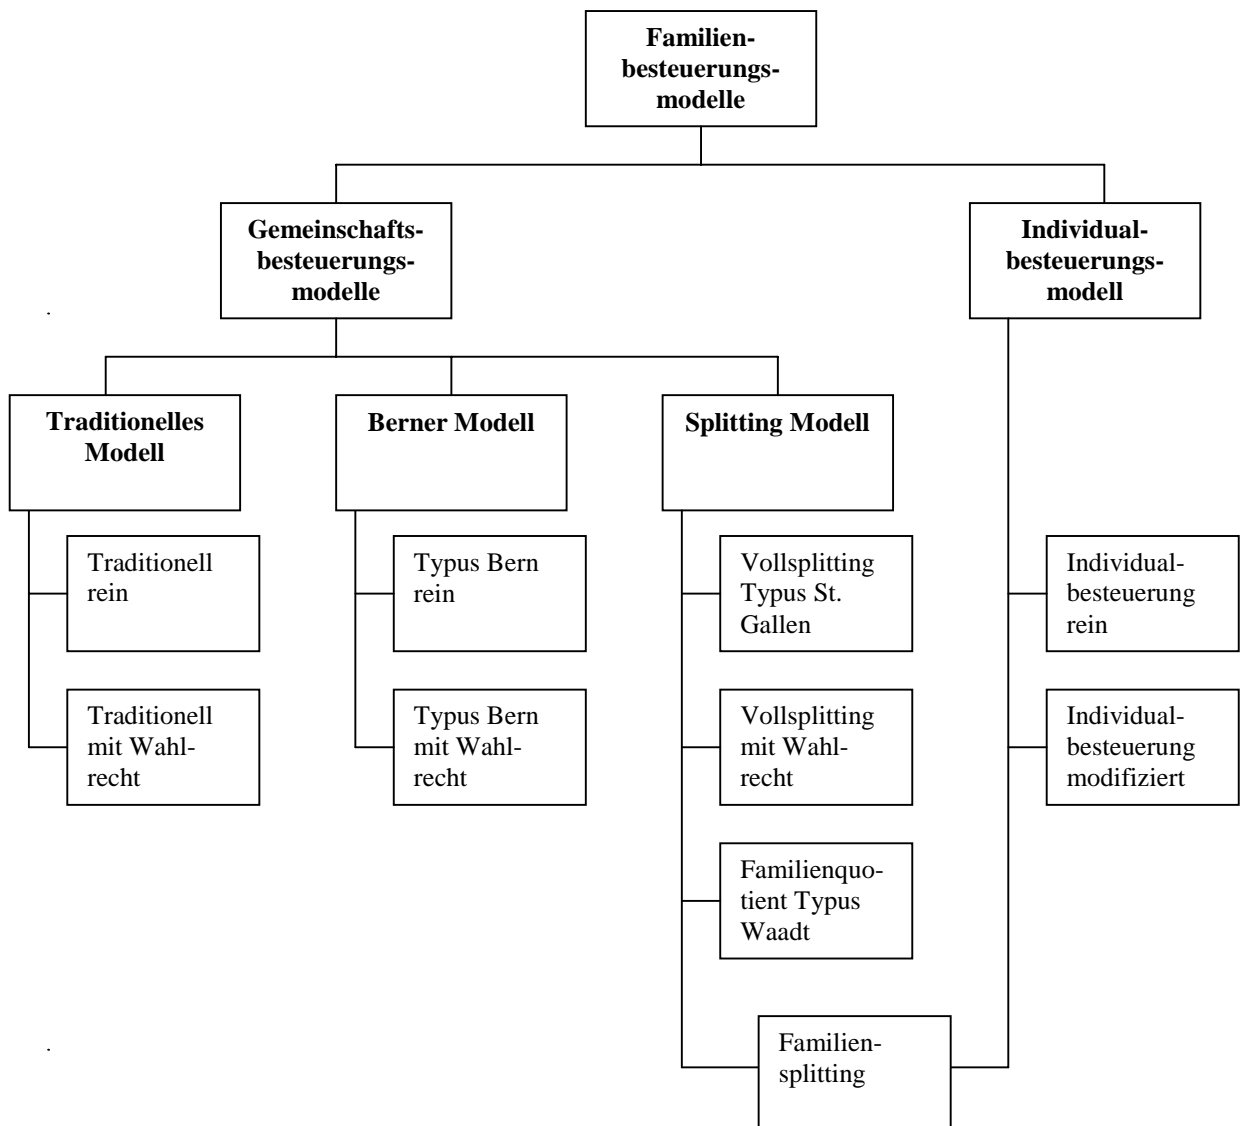 Familien-
besteuerungs-
modelle
Gemeinschafts-
besteuerungs-
modelle
Individual-
besteuerungs-
modell
Traditionelles
Modell
Berner Modell
Splitting Modell
Traditionell
rein
Typus Bern
rein
Vollsplitting
Typus St.
Gallen
Individual-
besteuerung
rein
Traditionell
mit Wahl-
recht
Typus Bern
mit Wahl-
recht
Vollsplitting
mit Wahl-
recht
Individual-
besteuerung
modifiziert
Familienquo-
tient Typus
Waadt
Familien-
splitting